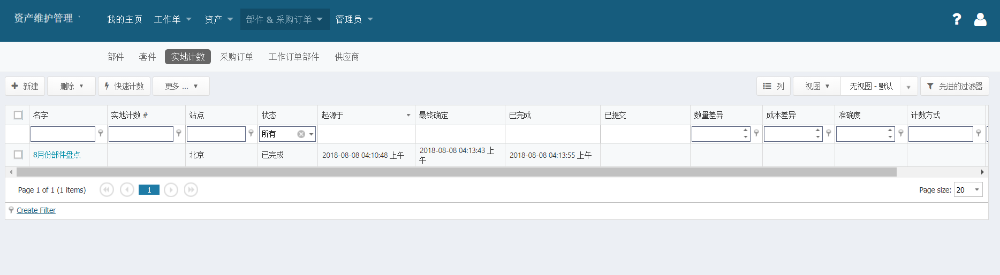 资产维护管理
我的主页 工作单 资产 部件 & 采购订单 管理员
部件 套件 实地计数 采购订单 工作订单部件 供应商
新建 删除 快速计数 更多 ... 列 视图 无视图 - 默认 先进的过滤器
名字 实地计数 # 站点 状态 起源于 最终确定 已完成 已提交 数量差异 成本差异 准确度 计数方式
所有
8月份部件盘点 北京 已完成 2018-08-08 04:10:48 上午 2018-08-08 04:13:43 上午 2018-08-08 04:13:55 上午
Page 1 of 1 (1 items) 1 Page size: 20
Create Filter